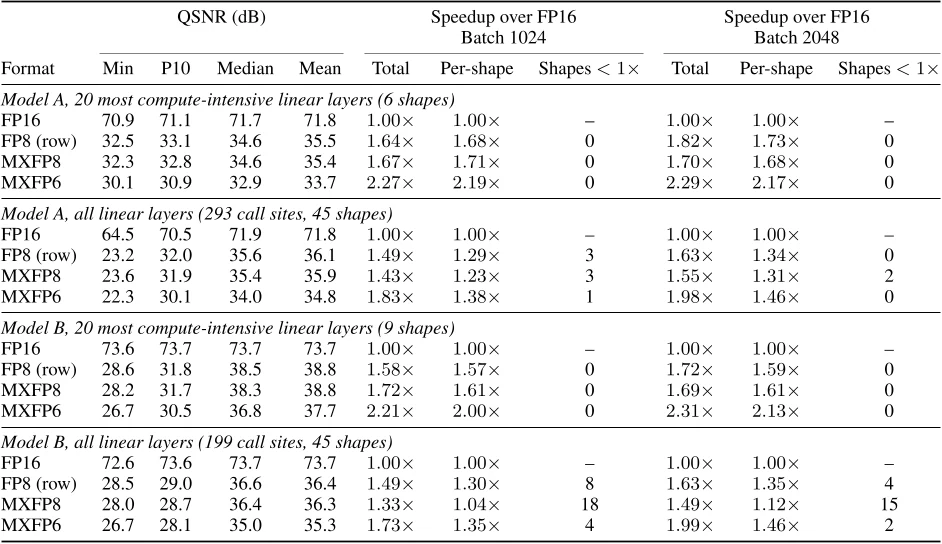 QSNR (dB) Speedup over FP16 Speedup over FP16
Batch 1024 Batch 2048
Format Min P10 Median Mean Total Per-shape Shapes < 1× Total Per-shape Shapes < 1×
Model A, 20 most compute-intensive linear layers (6 shapes)
FP16 70.9 71.1 71.7 71.8 1.00× 1.00× – 1.00× 1.00× –
FP8 (row) 32.5 33.1 34.6 35.5 1.64× 1.68× 0 1.82× 1.73× 0
MXFP8 32.3 32.8 34.6 35.4 1.67× 1.71× 0 1.70× 1.68× 0
MXFP6 30.1 30.9 32.9 33.7 2.27× 2.19× 0 2.29× 2.17× 0
Model A, all linear layers (293 call sites, 45 shapes)
FP16 64.5 70.5 71.9 71.8 1.00× 1.00× – 1.00× 1.00× –
FP8 (row) 23.2 32.0 35.6 36.1 1.49× 1.29× 3 1.63× 1.34× 0
MXFP8 23.6 31.9 35.4 35.9 1.43× 1.23× 3 1.55× 1.31× 2
MXFP6 22.3 30.1 34.0 34.8 1.83× 1.38× 1 1.98× 1.46× 0
Model B, 20 most compute-intensive linear layers (9 shapes)
FP16 73.6 73.7 73.7 73.7 1.00× 1.00× – 1.00× 1.00× –
FP8 (row) 28.6 31.8 38.5 38.8 1.58× 1.57× 0 1.72× 1.59× 0
MXFP8 28.2 31.7 38.3 38.8 1.72× 1.61× 0 1.69× 1.61× 0
MXFP6 26.7 30.5 36.8 37.7 2.21× 2.00× 0 2.31× 2.13× 0
Model B, all linear layers (199 call sites, 45 shapes)
FP16 72.6 73.6 73.7 73.7 1.00× 1.00× – 1.00× 1.00× –
FP8 (row) 28.5 29.0 36.6 36.4 1.49× 1.30× 8 1.63× 1.35× 4
MXFP8 28.0 28.7 36.4 36.3 1.33× 1.04× 18 1.49× 1.12× 15
MXFP6 26.7 28.1 35.0 35.3 1.73× 1.35× 4 1.99× 1.46× 2